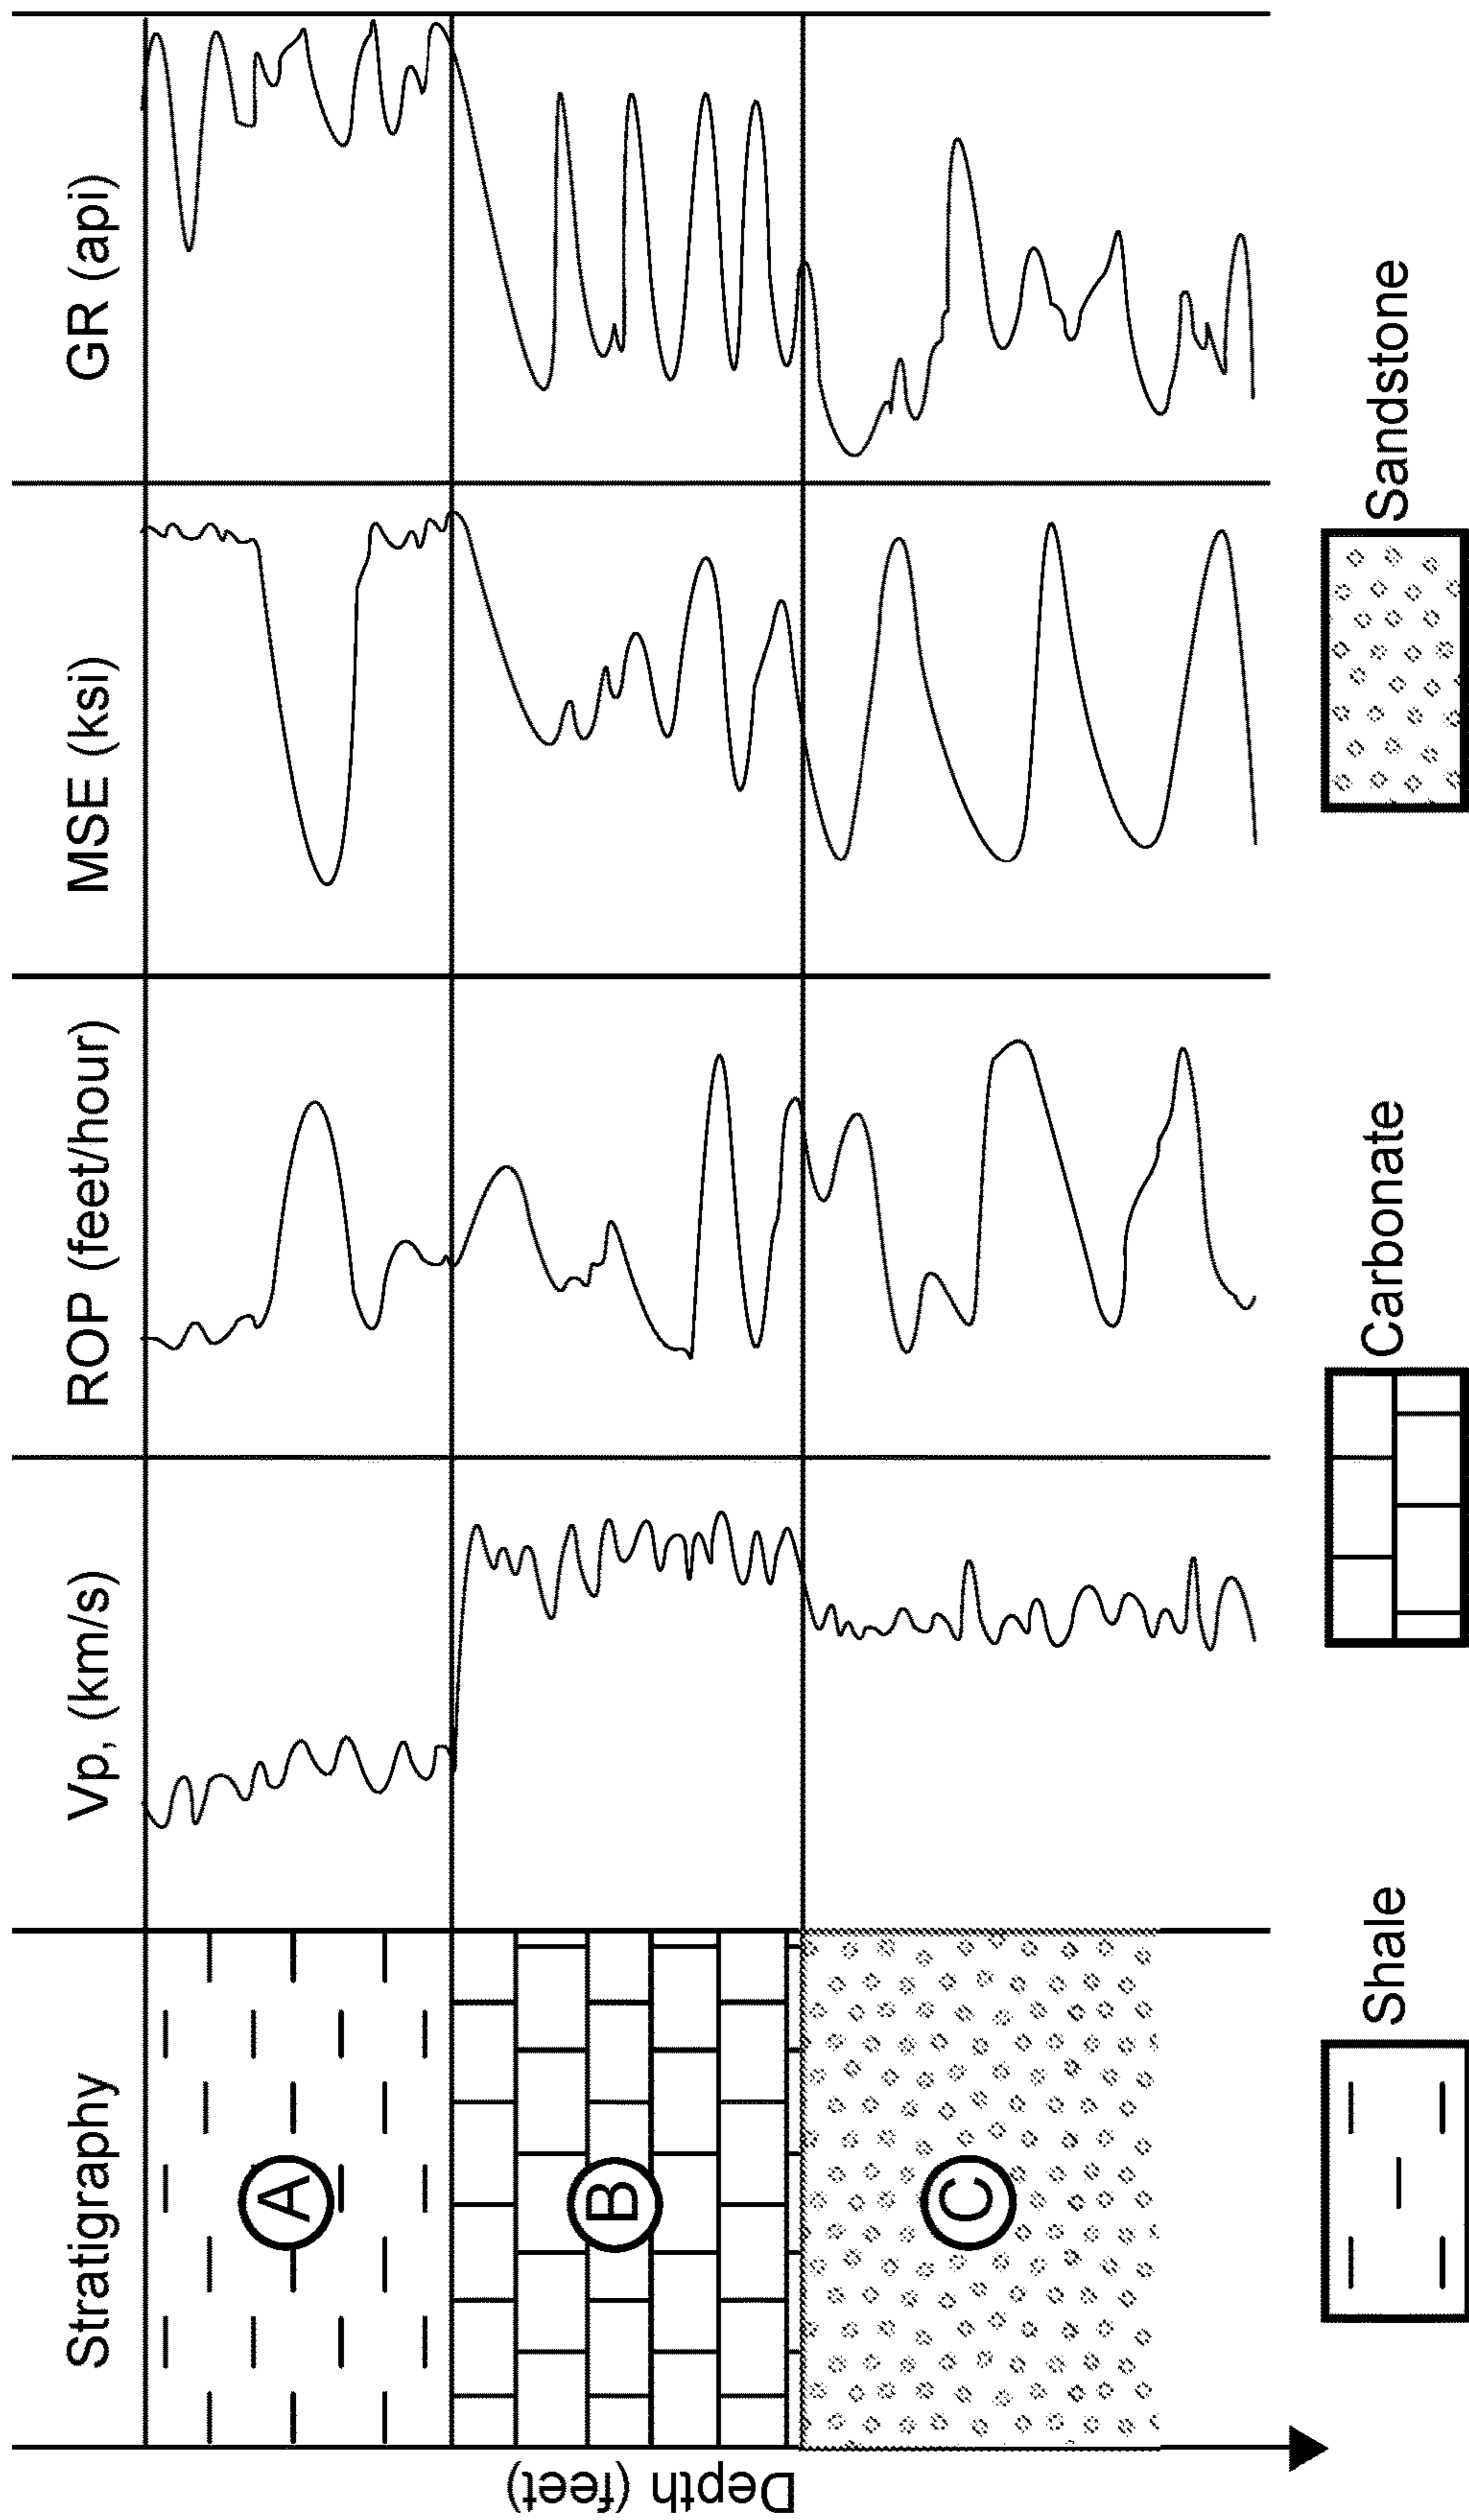 Stratigraphy
Vp, (km/s)
ROP (feet/hour)
MSE (ksi)
GR (api)
Depth (feet)
A
B
C
Shale
Carbonate
Sandstone